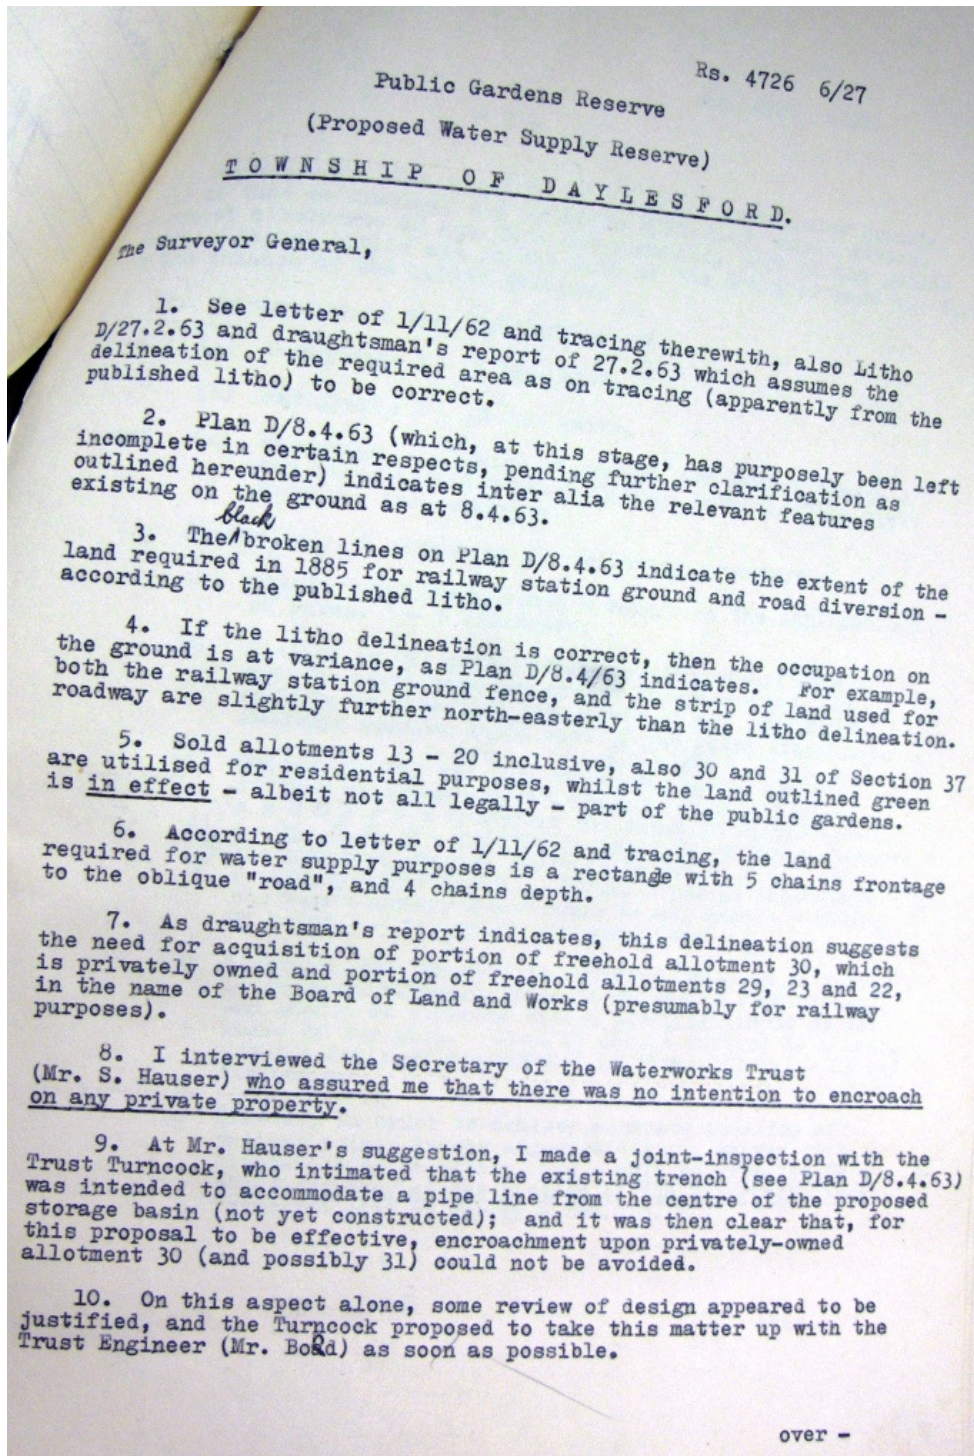 Rs. 4726 6/27
Public Gardens Reserve
(Proposed Water Supply Reserve)
TOWNSHIP OF DAYLESFORD.
The Surveyor General,
1. See letter of 1/11/62 and tracing therewith, also Litho
D/27.2.63 and draughtsman's report of 27.2.63 which assumes the
delineation of the required area as on tracing (apparently from the
published litho) to be correct.
2. Plan D/8.4.63 (which, at this stage, has purposely been left
incomplete in certain respects, pending further clarification as
outlined hereunder) indicates inter alia the relevant features
existing on the ground as at 8.4.63.
black
3. The broken lines on Plan D/8.4.63 indicate the extent of the
land required in 1885 for railway station ground and road diversion -
according to the published litho.
4. If the litho delineation is correct, then the occupation on
the ground is at variance, as Plan D/8.4/63 indicates. For example,
both the railway station ground fence, and the strip of land used for
roadway are slightly further north-easterly than the litho delineation.
5. Sold allotments 13 - 20 inclusive, also 30 and 31 of Section 37
are utilised for residential purposes, whilst the land outlined green
is in effect - albeit not all legally - part of the public gardens.
6. According to letter of 1/11/62 and tracing, the land
required for water supply purposes is a rectangle with 5 chains frontage
to the oblique "road", and 4 chains depth.
7. As draughtsman's report indicates, this delineation suggests
the need for acquisition of portion of freehold allotment 30, which
is privately owned and portion of freehold allotments 29, 23 and 22,
in the name of the Board of Land and Works (presumably for railway
purposes).
8. I interviewed the Secretary of the Waterworks Trust
(Mr. S. Hauser) who assured me that there was no intention to encroach
on any private property.
9. At Mr. Hauser's suggestion, I made a joint-inspection with the
Trust Turncock, who intimated that the existing trench (see Plan D/8.4.63)
was intended to accommodate a pipe line from the centre of the proposed
storage basin (not yet constructed); and it was then clear that, for
this proposal to be effective, encroachment upon privately-owned
allotment 30 (and possibly 31) could not be avoided.
10. On this aspect alone, some review of design appeared to be
justified, and the Turncock proposed to take this matter up with the
Trust Engineer (Mr. ) as soon as possible.
over -